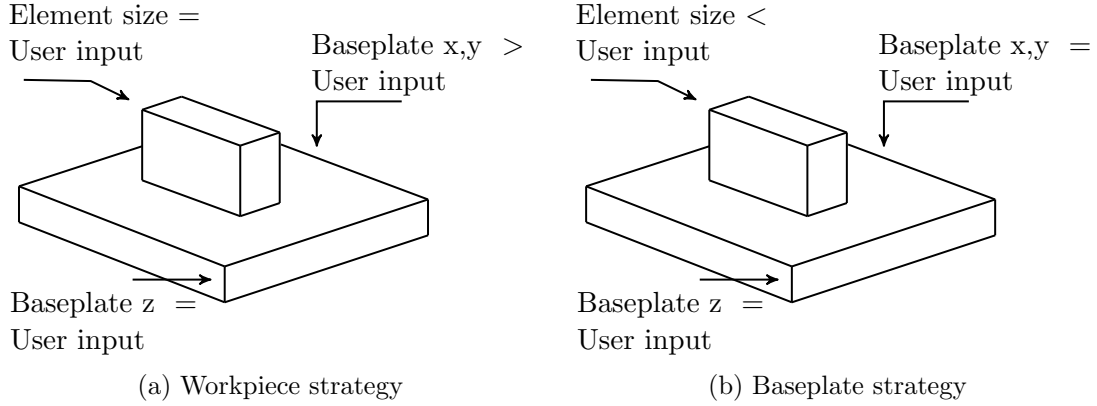 Element size =
User input
Baseplate x,y >
User input
Baseplate z =
User input
(a) Workpiece strategy
Element size <
User input
Baseplate x,y =
User input
Baseplate z =
User input
(b) Baseplate strategy